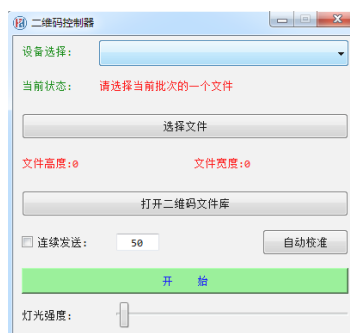 二维码控制器
设备选择:
当前状态: 请选择当前批次的一个文件
选择文件
文件高度:0 文件宽度:0
打开二维码文件库
连续发送: 50 自动校准
开 始
灯光强度: